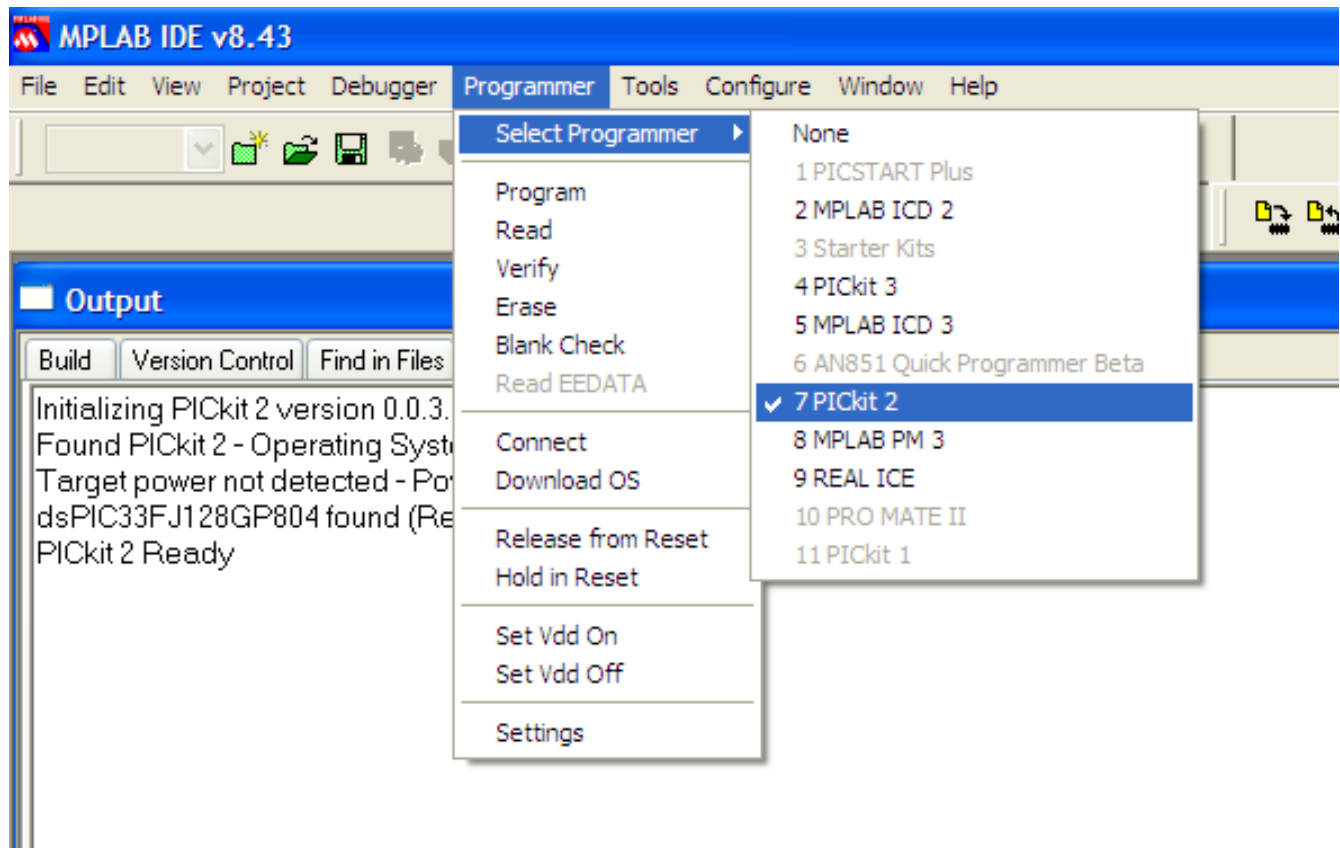 MPLAB IDE v8.43
File Edit View Project Debugger Programmer Tools Configure Window Help
Select Programmer
Program
Read
Verify
Erase
Blank Check
Read EEDATA
Connect
Download OS
Release from Reset
Hold in Reset
Set Vdd On
Set Vdd Off
Settings
None
1 PICSTART Plus
2 MPLAB ICD 2
3 Starter Kits
4 PICkit 3
5 MPLAB ICD 3
6 AN851 Quick Programmer Beta
7 PICkit 2
8 MPLAB PM 3
9 REAL ICE
10 PRO MATE II
11 PICkit 1
Output
Build Version Control Find in Files
Initializing PICkit 2 version 0.0.3.
Found PICkit 2 - Operating Syst
Target power not detected - Po
dsPIC33FJ128GP804 found (Re
PICkit 2 Ready